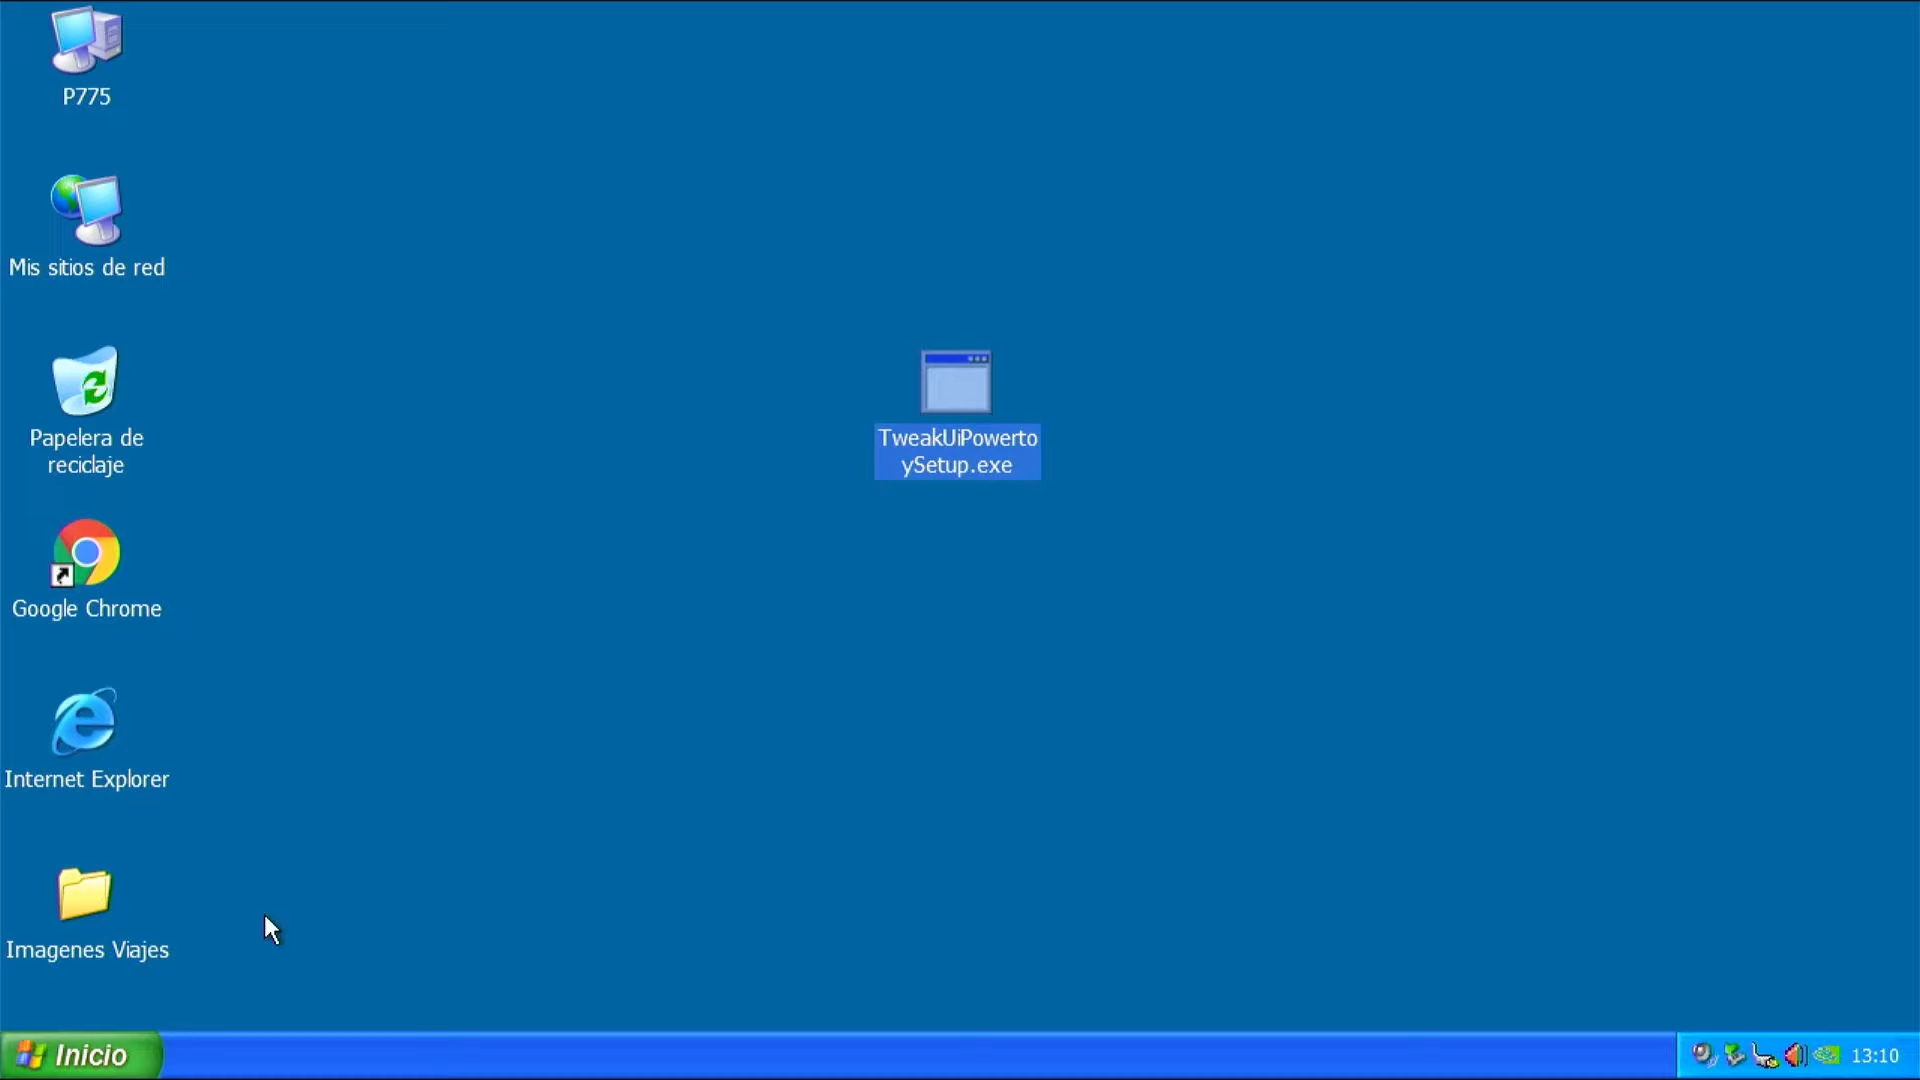 P775
Mis sitios de red
Papelera de
reciclaje
Google Chrome
Internet Explorer
Imagenes Viajes
TweakUiPowerto
ySetup.exe
Inicio
13:10